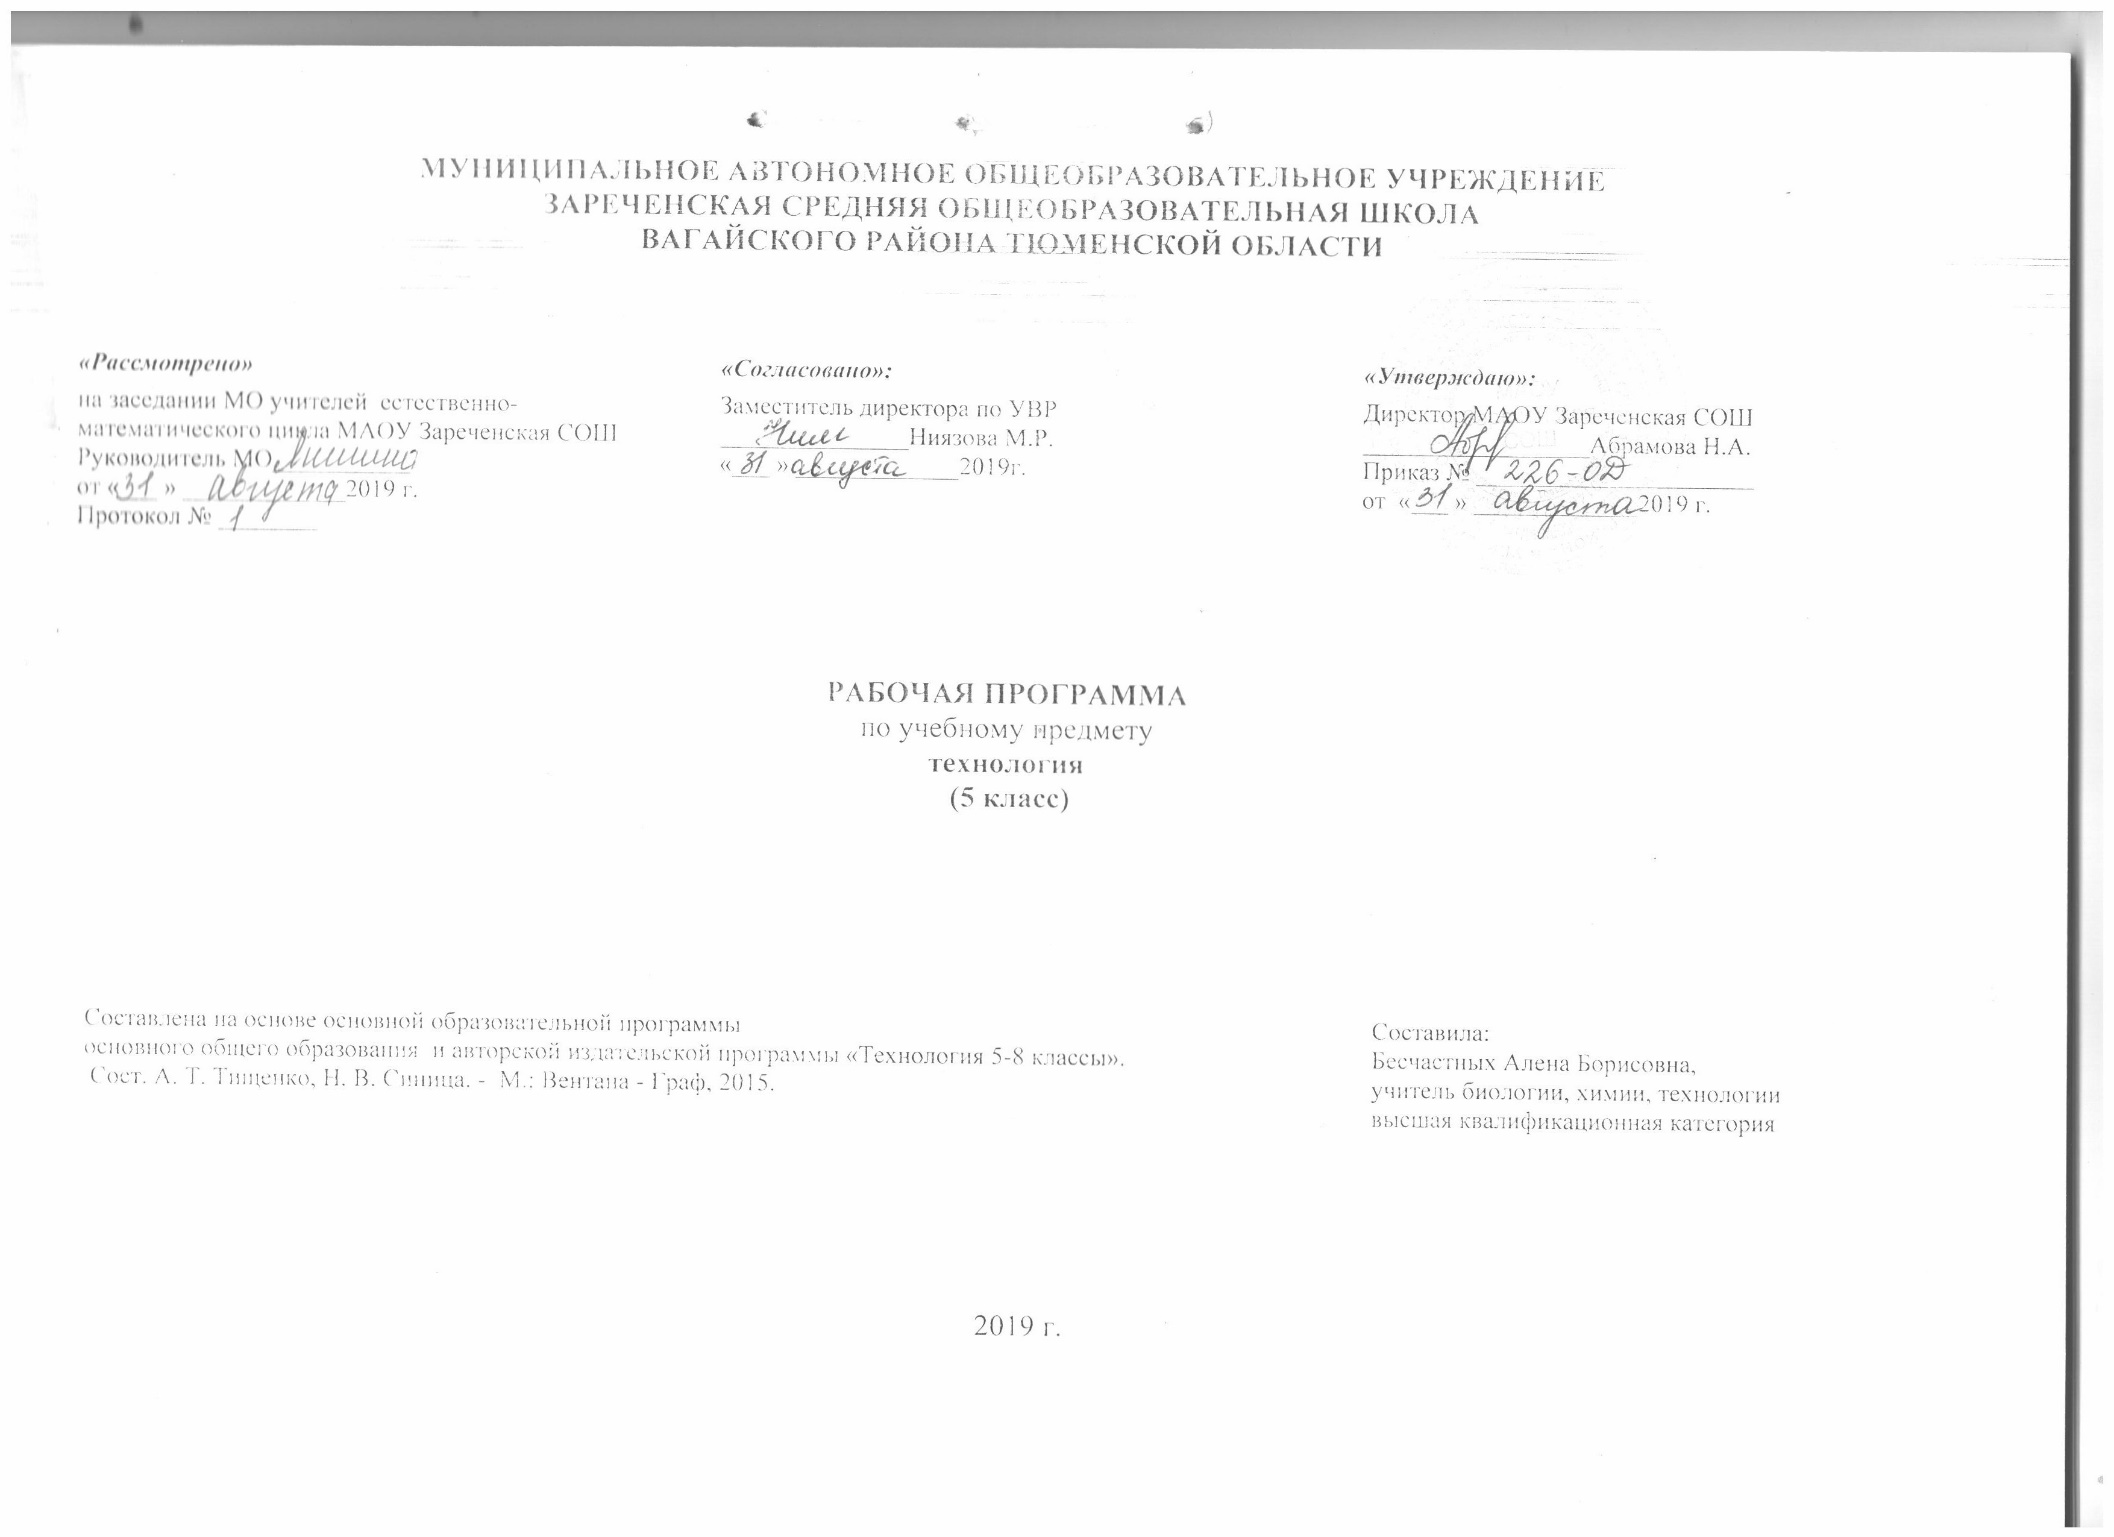 МУНИЦИПАЛЬНОЕ АВТОНОМНОЕ ОБЩЕОБРАЗОВАТЕЛЬНОЕ УЧРЕЖДЕНИЕ
ЗАРЕЧЕНСКАЯ СРЕДНЯЯ ОБЩЕОБРАЗОВАТЕЛЬНАЯ ШКОЛА
ВАГАЙСКОГО РАЙОНА ТЮМЕНСКОЙ ОБЛАСТИ
«Рассмотрено»
на заседании МО учителей естественно-
математического цикла МАОУ Зареченская СОШ
Руководитель МО
от «31» августа 2019 г.
Протокол № 1
«Согласовано»:
Заместитель директора по УВР
Ниязова М.Р.
«31» августа 2019г.
«Утверждаю»:
Директор МАОУ Зареченская СОШ
Абрамова Н.А.
Приказ № 226-ОД
от «31» августа 2019 г.
РАБОЧАЯ ПРОГРАММА
по учебному предмету
технология
(5 класс)
Составлена на основе основной образовательной программы
основного общего образования и авторской издательской программы «Технология 5-8 классы».
Сост. А. Т. Тищенко, Н. В. Синица. - М.: Вентана - Граф, 2015.
Составила:
Бесчастных Алена Борисовна,
учитель биологии, химии, технологии
высшая квалификационная категория
2019 г.